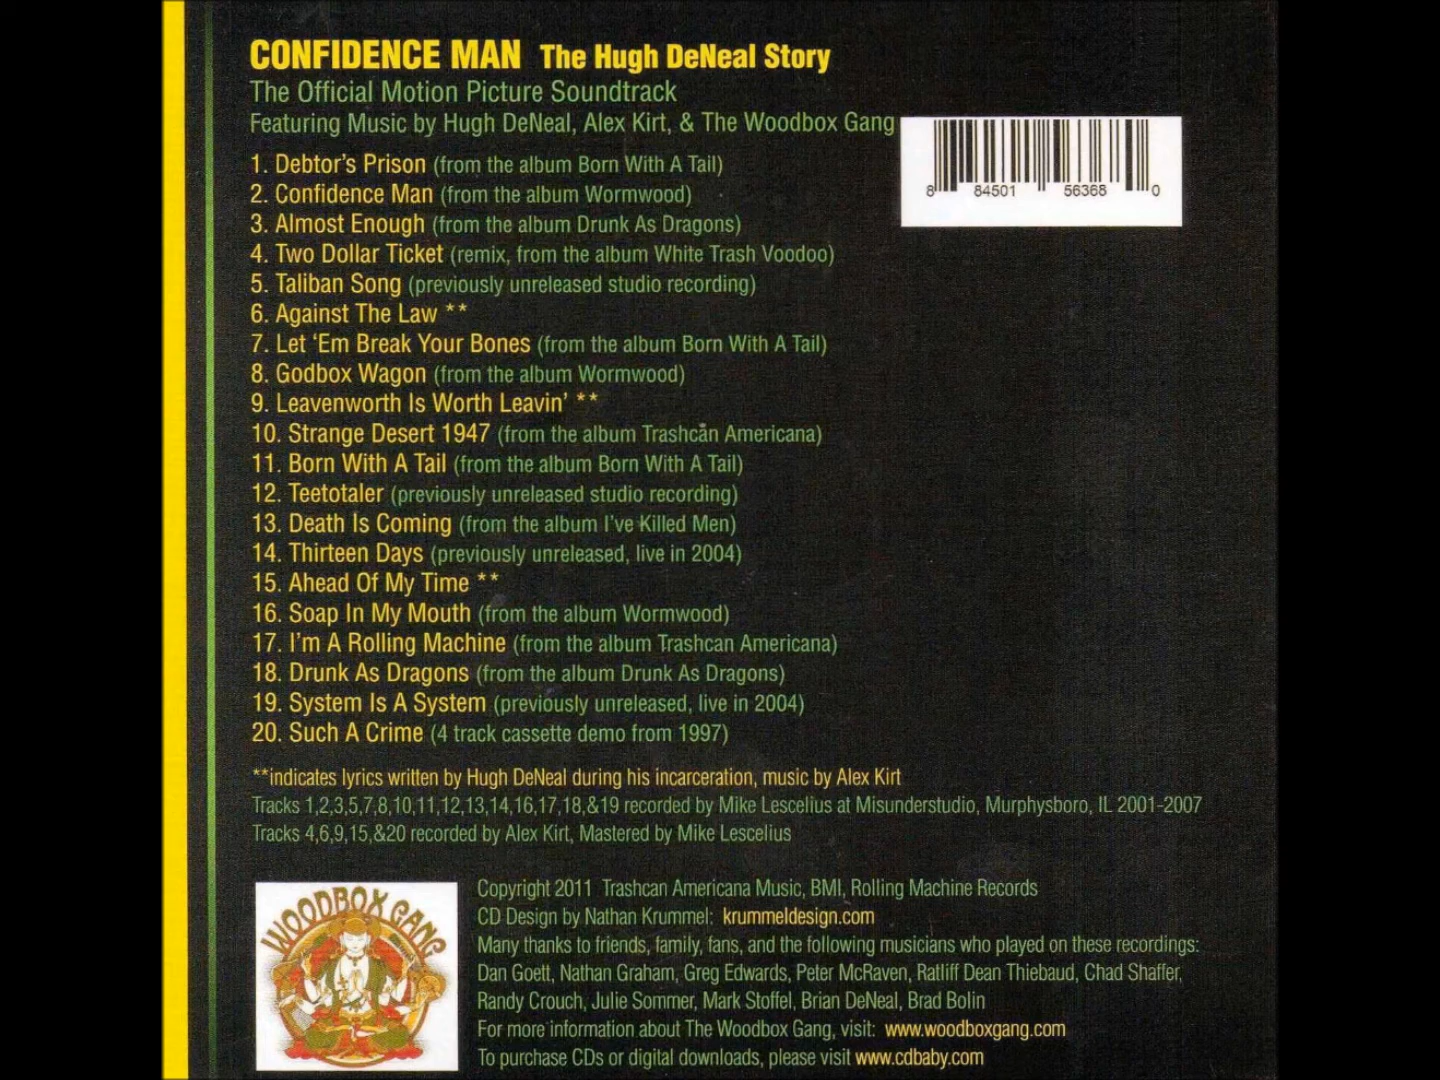 CONFIDENCE MAN The Hugh DeNeal Story
The Official Motion Picture Soundtrack
Featuring Music by Hugh DeNeal, Alex Kirt, & The Woodbox Gang
8 84501 56368 0
1. Debtor's Prison (from the album Born With A Tail)
2. Confidence Man (from the album Wormwood)
3. Almost Enough (from the album Drunk As Dragons)
4. Two Dollar Ticket (remix, from the album White Trash Voodoo)
5. Taliban Song (previously unreleased studio recording)
6. Against The Law **
7. Let 'Em Break Your Bones (from the album Born With A Tail)
8. Godbox Wagon (from the album Wormwood)
9. Leavenworth Is Worth Leavin' **
10. Strange Desert 1947 (from the album Trashcan Americana)
11. Born With A Tail (from the album Born With A Tail)
12. Teetotaler (previously unreleased studio recording)
13. Death Is Coming (from the album I've Killed Men)
14. Thirteen Days (previously unreleased, live in 2004)
15. Ahead Of My Time **
16. Soap In My Mouth (from the album Wormwood)
17. I'm A Rolling Machine (from the album Trashcan Americana)
18. Drunk As Dragons (from the album Drunk As Dragons)
19. System Is A System (previously unreleased, live in 2004)
20. Such A Crime (4 track cassette demo from 1997)
**indicates lyrics written by Hugh DeNeal during his incarceration, music by Alex Kirt
Tracks 1,2,3,5,7,8,10,11,12,13,14,16,17,18,&19 recorded by Mike Lescelius at Misunderstudio, Murphysboro, IL 2001-2007
Tracks 4,6,9,15,&20 recorded by Alex Kirt, Mastered by Mike Lescelius
WOODBOX GANG
Copyright 2011 Trashcan Americana Music, BMI, Rolling Machine Records
CD Design by Nathan Krummel: krummeldesign.com
Many thanks to friends, family, fans, and the following musicians who played on these recordings:
Dan Goett, Nathan Graham, Greg Edwards, Peter McRaven, Ratliff Dean Thiebaud, Chad Shaffer,
Randy Crouch, Julie Sommer, Mark Stoffel, Brian DeNeal, Brad Bolin
For more information about The Woodbox Gang, visit: www.woodboxgang.com
To purchase CDs or digital downloads, please visit www.cdbaby.com